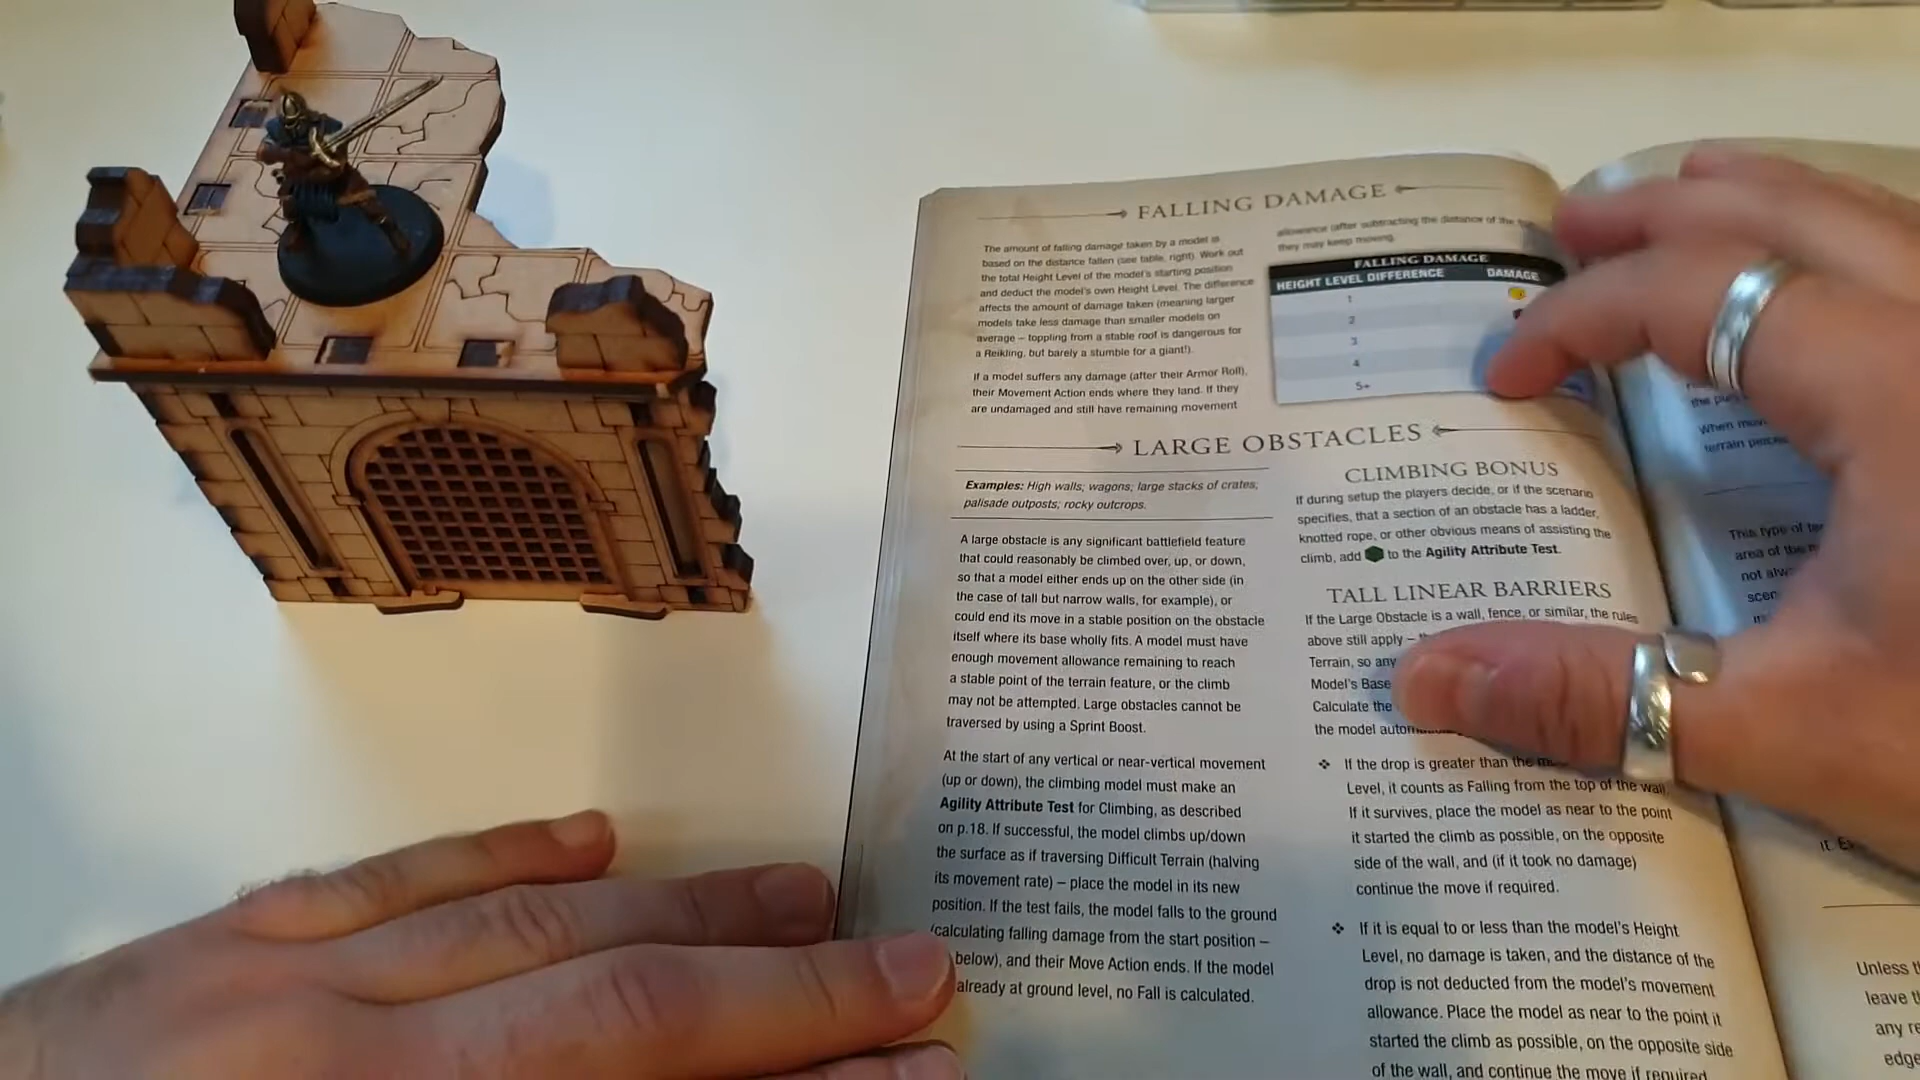 FALLING DAMAGE
The amount of falling damage taken by a model is
based on the distance fallen (see table, right). Work out
the total Height Level of the model's starting position
and deduct the model's own Height Level. The difference
affects the amount of damage taken (meaning larger
models take less damage than smaller models on
average – toppling from a stable roof is dangerous for
a Reikling, but barely a stumble for a giant!).
If a model suffers any damage (after their Armor Roll),
their Movement Action ends where they land. If they
are undamaged and still have remaining movement
allowance (after subtracting the distance of the
they may keep moving.
FALLING DAMAGE
HEIGHT LEVEL DIFFERENCE DAMAGE
1
2
3
4
5+
LARGE OBSTACLES
Examples: High walls; wagons; large stacks of crates;
palisade outposts; rocky outcrops.
A large obstacle is any significant battlefield feature
that could reasonably be climbed over, up, or down,
so that a model either ends up on the other side (in
the case of tall but narrow walls, for example), or
could end its move in a stable position on the obstacle
itself where its base wholly fits. A model must have
enough movement allowance remaining to reach
a stable point of the terrain feature, or the climb
may not be attempted. Large obstacles cannot be
traversed by using a Sprint Boost.
At the start of any vertical or near-vertical movement
(up or down), the climbing model must make an
Agility Attribute Test for Climbing, as described
on p.18. If successful, the model climbs up/down
the surface as if traversing Difficult Terrain (halving
its movement rate) – place the model in its new
position. If the test fails, the model falls to the ground
(calculating falling damage from the start position –
below), and their Move Action ends. If the model
already at ground level, no Fall is calculated.
CLIMBING BONUS
If during setup the players decide, or if the scenario
specifies, that a section of an obstacle has a ladder,
knotted rope, or other obvious means of assisting the
climb, add to the Agility Attribute Test.
TALL LINEAR BARRIERS
If the Large Obstacle is a wall, fence, or similar, the rules
above still apply –
Terrain, so any
Model's Base
Calculate the
the model
❖ If the drop is greater than the
Level, it counts as Falling from the top of the wall.
If it survives, place the model as near to the point
it started the climb as possible, on the opposite
side of the wall, and (if it took no damage)
continue the move if required.
❖ If it is equal to or less than the model's Height
Level, no damage is taken, and the distance of the
drop is not deducted from the model's movement
allowance. Place the model as near to the point it
started the climb as possible, on the opposite side
of the wall, and continue the move if required
the
When
terrain
This type of
area of the
not
Unless
leave
any
edge